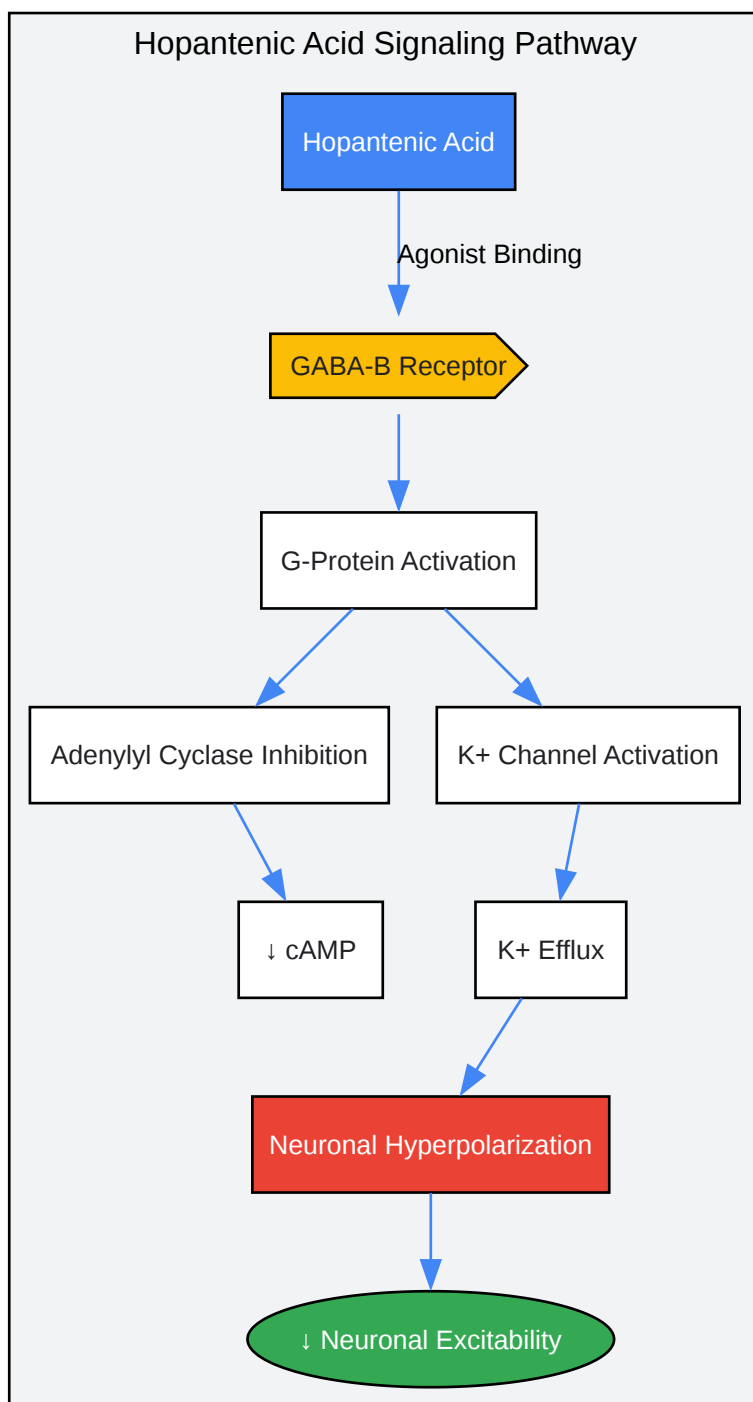 Hopantenic Acid Signaling Pathway
Hopantenic Acid
Agonist Binding
GABA-B Receptor
G-Protein Activation
Adenylyl Cyclase Inhibition
K+ Channel Activation
↓ cAMP
K+ Efflux
Neuronal Hyperpolarization
↓ Neuronal Excitability